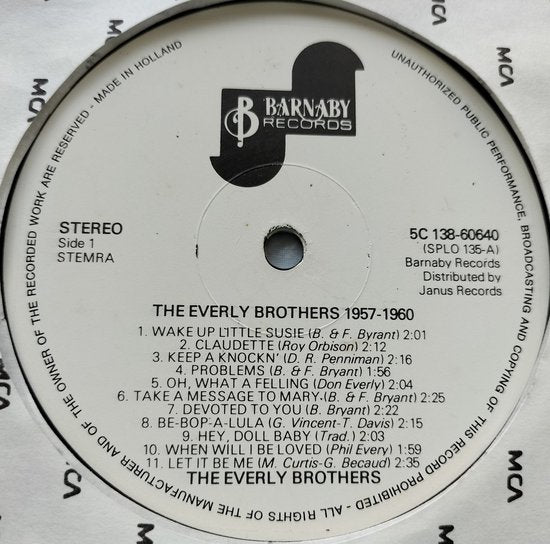 MADE IN HOLLAND
UNAUTHORIZED PUBLIC PERFORMANCE, BROADCASTING AND COPYING OF THIS RECORD PROHIBITED - ALL RIGHTS OF THE MANUFACTURER AND OF THE OWNER OF THE RECORDED WORK ARE RESERVED -
B BARNABY
RECORDS
STEREO
Side 1
STEMRA
5C 138-60640
(SPLO 135-A)
Barnaby Records
Distributed by
Janus Records
THE EVERLY BROTHERS 1957-1960
1. WAKE UP LITTLE SUSIE (B. & F. Byrant) 2:01
2. CLAUDETTE (Roy Orbison) 2:12
3. KEEP A KNOCKN' (D. R. Penniman) 2:16
4. PROBLEMS (B. & F. Bryant) 1:56
5. OH, WHAT A FELLING (Don Everly) 2:04
6. TAKE A MESSAGE TO MARY (B. & F. Bryant) 2:25
7. DEVOTED TO YOU (B. Bryant) 2:22
8. BE-BOP-A-LULA (G. Vincent-T. Davis) 2:15
9. HEY, DOLL BABY (Trad.) 2:03
10. WHEN WILL I BE LOVED (Phil Every) 1:59
11. LET IT BE ME (M. Curtis-G. Becaud) 2:35
THE EVERLY BROTHERS
MCA
MCA
MCA
MCA
MCA
MCA